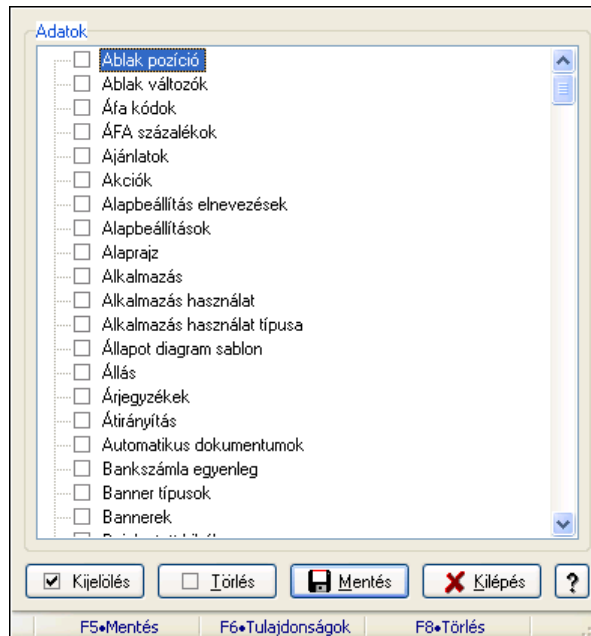 Adatok
Ablak pozíció
Ablak változók
Áfa kódok
ÁFA százalékok
Ajánlatok
Akciók
Alapbeállítás elnevezések
Alapbeállítások
Alaprajz
Alkalmazás
Alkalmazás használat
Alkalmazás használat típusa
Állapot diagram sablon
Állás
Árjegyzékek
Átirányítás
Automatikus dokumentumok
Bankszámla egyenleg
Banner típusok
Bannerek
Kijelölés Törlés Mentés Kilépés ?
F5•Mentés F6•Tulajdonságok F8•Törlés